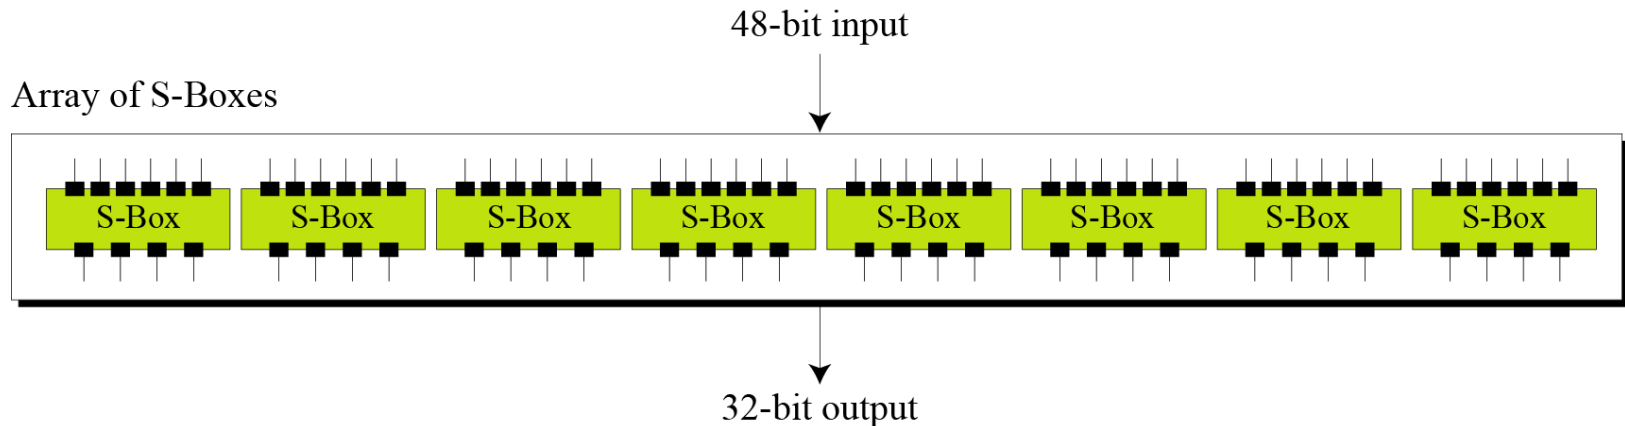 48-bit input
Array of S-Boxes
S-Box S-Box S-Box S-Box S-Box S-Box S-Box S-Box
32-bit output